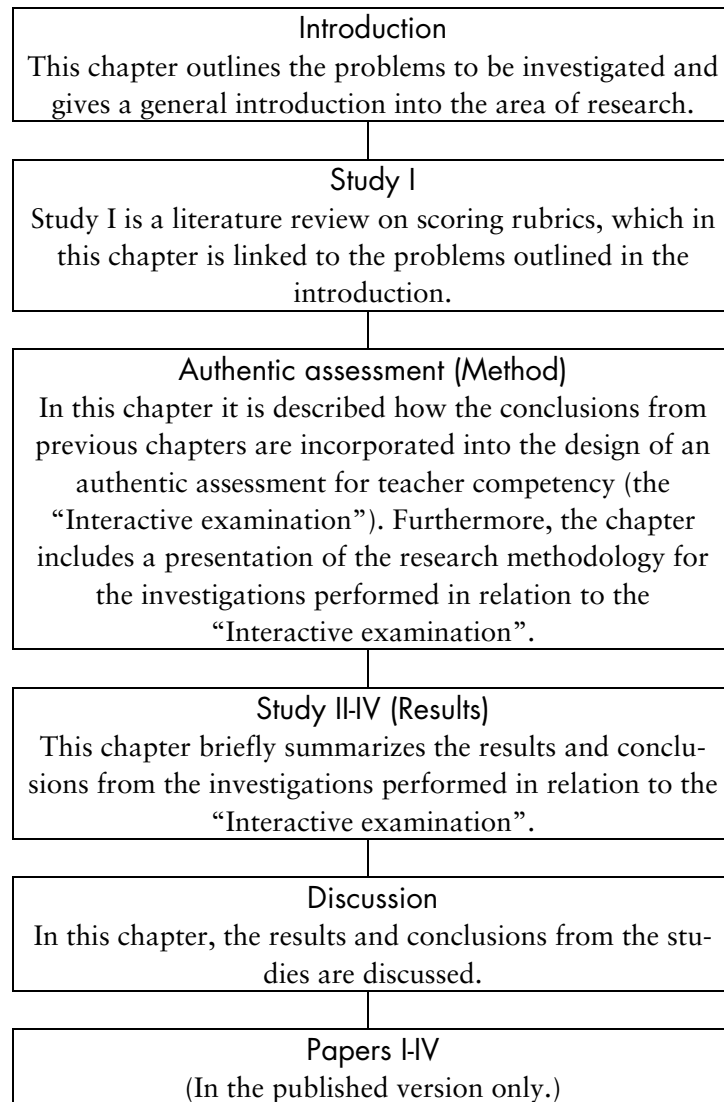 Introduction
This chapter outlines the problems to be investigated and
gives a general introduction into the area of research.
Study I
Study I is a literature review on scoring rubrics, which in
this chapter is linked to the problems outlined in the
introduction.
Authentic assessment (Method)
In this chapter it is described how the conclusions from
previous chapters are incorporated into the design of an
authentic assessment for teacher competency (the
“Interactive examination”). Furthermore, the chapter
includes a presentation of the research methodology for
the investigations performed in relation to the
“Interactive examination”.
Study II-IV (Results)
This chapter briefly summarizes the results and conclu-
sions from the investigations performed in relation to the
“Interactive examination”.
Discussion
In this chapter, the results and conclusions from the stu-
dies are discussed.
Papers I-IV
(In the published version only.)